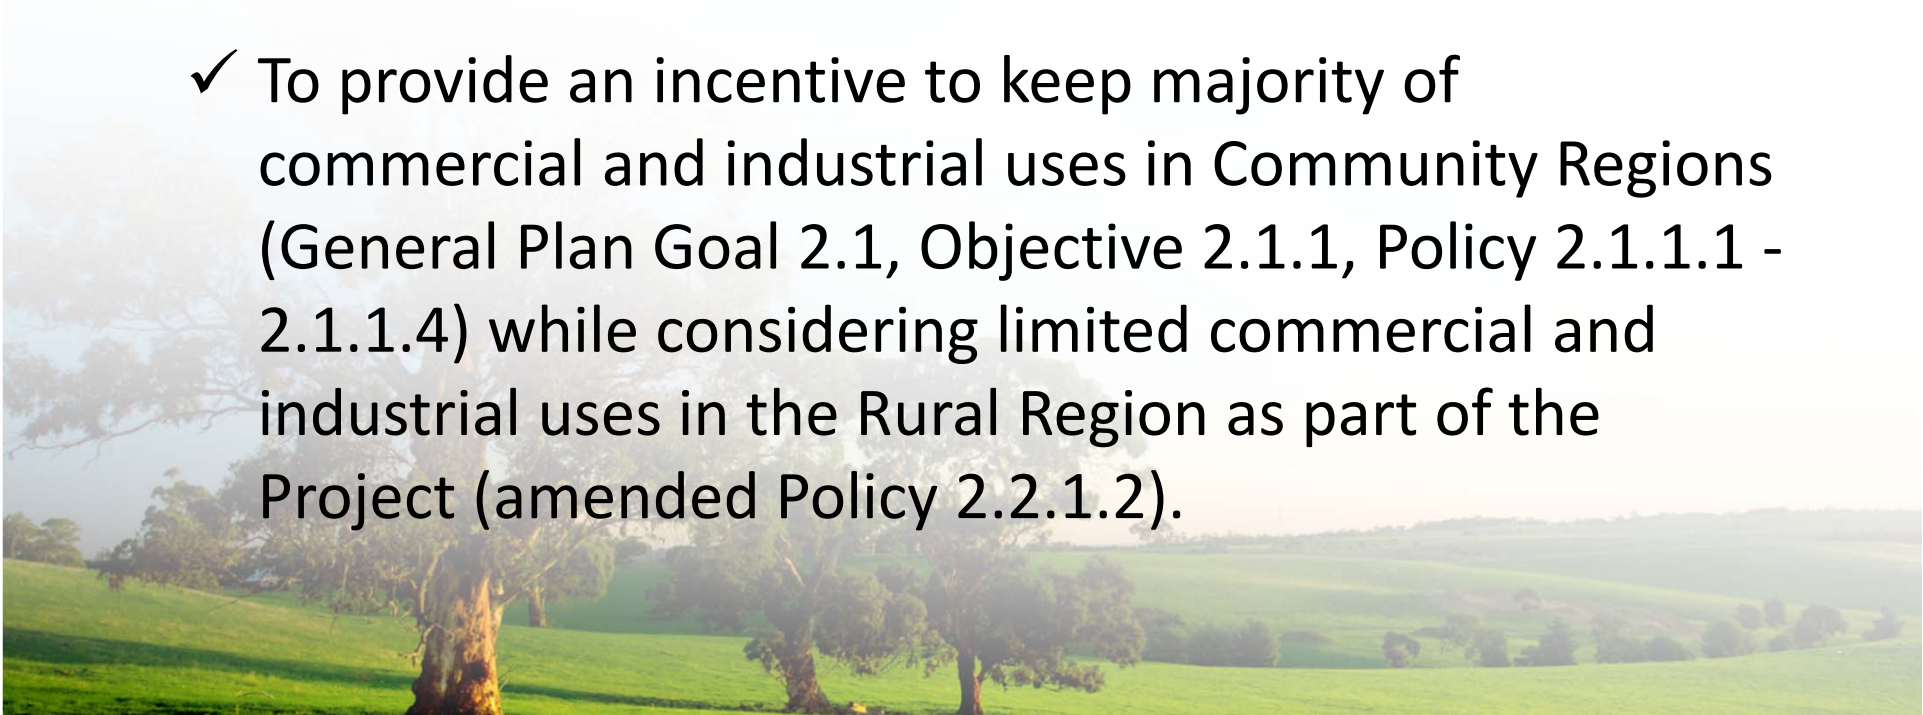 ✓ To provide an incentive to keep majority of
commercial and industrial uses in Community Regions
(General Plan Goal 2.1, Objective 2.1.1, Policy 2.1.1.1 -
2.1.1.4) while considering limited commercial and
industrial uses in the Rural Region as part of the
Project (amended Policy 2.2.1.2).